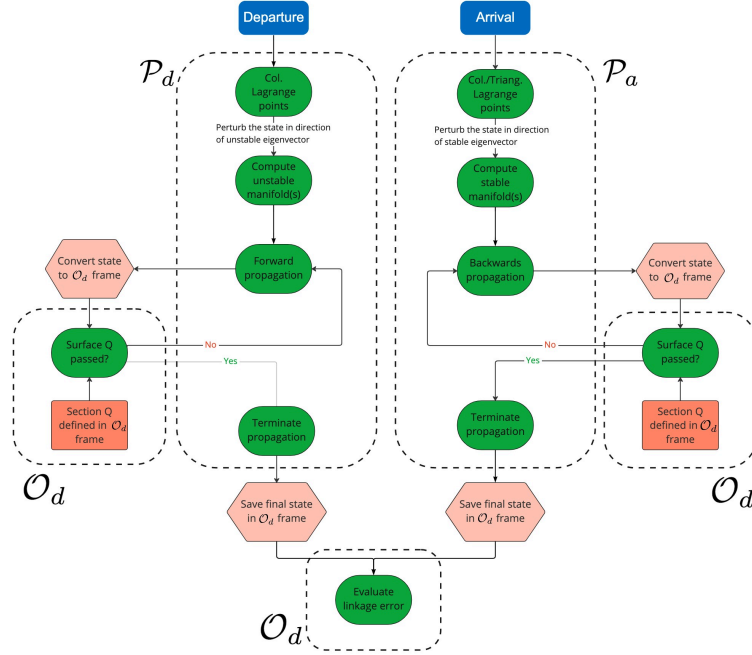 Departure
Arrival
𝒫d
𝒫a
Col.
Lagrange
points
Col./Triang.
Lagrange
points
Perturb the state in direction
of unstable eigenvector
Perturb the state in direction
of stable eigenvector
Compute
unstable
manifold(s)
Compute
stable
manifold(s)
Convert state
to 𝒪d frame
Forward
propagation
Backwards
propagation
Convert state
to 𝒪d frame
Surface Q
passed?
No
Yes
No
Yes
Surface Q
passed?
Section Q
defined in 𝒪d
frame
Terminate
propagation
Terminate
propagation
Section Q
defined in 𝒪d
frame
𝒪d
𝒪d
Save final state
in 𝒪d frame
Save final state
in 𝒪d frame
Evaluate
linkage error
𝒪d